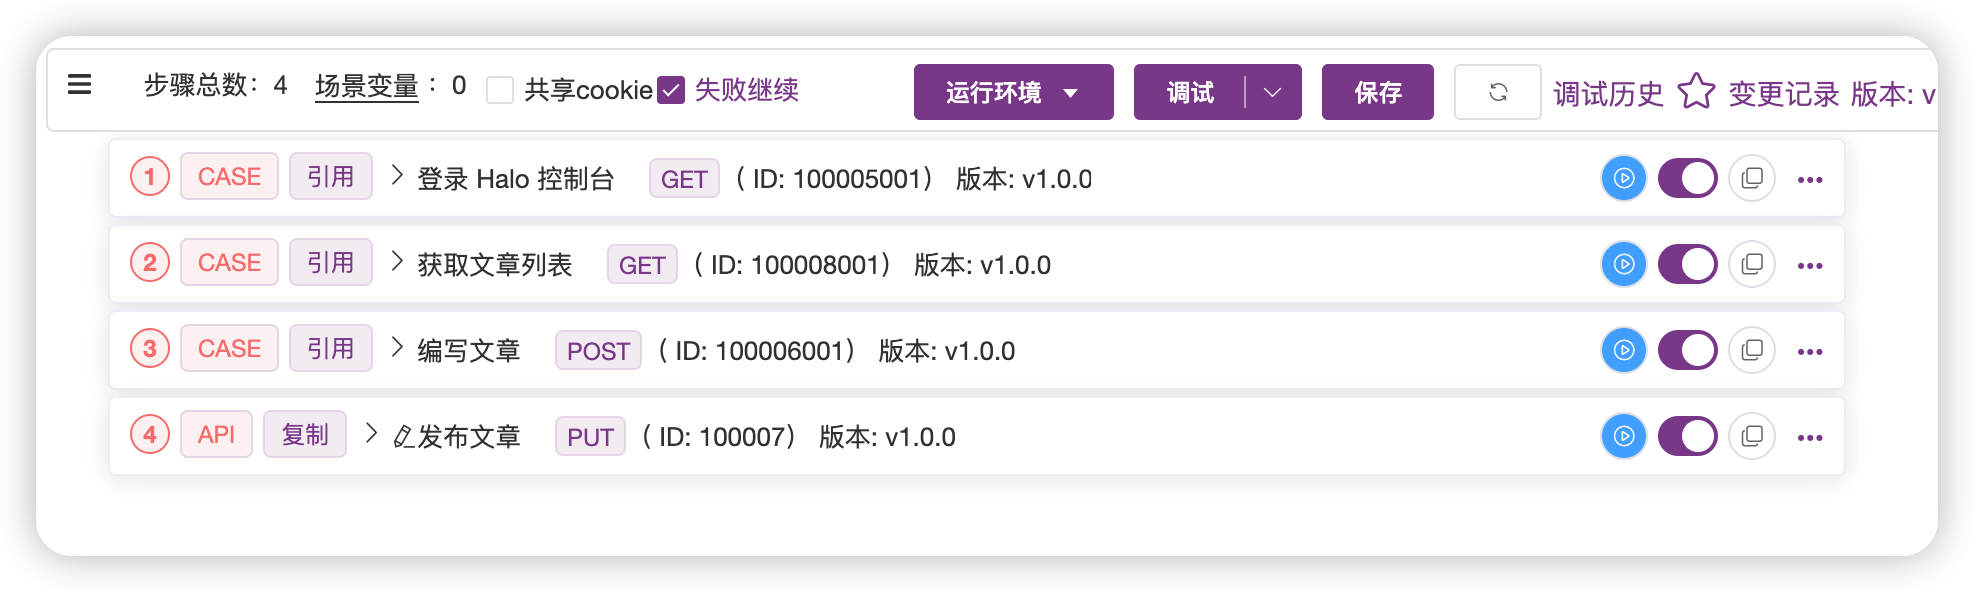 步骤总数：4 场景变量 ：0 共享cookie 失败继续 运行环境 调试 保存 调试历史 变更记录 版本: v
1 CASE 引用 登录 Halo 控制台 GET （ID: 100005001） 版本: v1.0.0
2 CASE 引用 获取文章列表 GET （ID: 100008001） 版本: v1.0.0
3 CASE 引用 编写文章 POST （ID: 100006001） 版本: v1.0.0
4 API 复制 发布文章 PUT （ID: 100007） 版本: v1.0.0